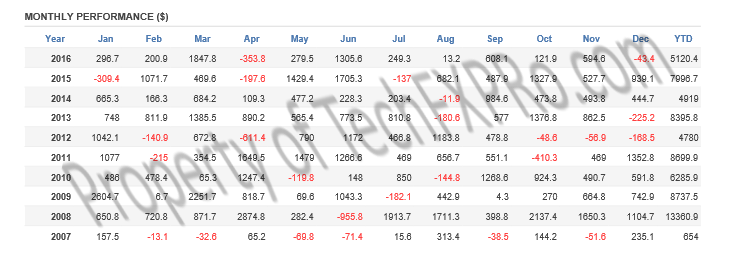 MONTHLY PERFORMANCE ($)
Year Jan Feb Mar Apr May Jun Jul Aug Sep Oct Nov Dec YTD
2016 296.7 200.9 1847.8 -353.8 279.5 1305.6 249.3 13.2 608.1 121.9 594.6 -43.4 5120.4
2015 -309.4 1071.7 469.6 -197.6 1429.4 1705.3 -137 682.1 487.9 1327.9 527.7 939.1 7996.7
2014 665.3 166.3 684.2 109.3 477.2 228.3 203.4 -11.9 984.6 473.8 493.8 444.7 4919
2013 748 811.9 1385.5 890.2 565.4 773.5 810.8 -180.6 577 1376.8 862.5 -225.2 8395.8
2012 1042.1 -140.9 672.8 -611.4 790 1172 466.8 1183.8 478.8 -48.6 -56.9 -168.5 4780
2011 1077 -215 354.5 1649.5 1479 1266.6 469 656.7 551.1 -410.3 469 1352.8 8699.9
2010 486 478.4 65.3 1247.4 -119.8 148 850 -144.8 1268.6 924.3 490.7 591.8 6285.9
2009 2604.7 6.7 2251.7 818.7 69.6 1043.3 -182.1 442.9 4.3 270 664.8 742.9 8737.5
2008 650.8 720.8 871.7 2874.8 282.4 -955.8 1913.7 1711.3 398.8 2137.4 1650.3 1104.7 13360.9
2007 157.5 -13.1 -32.6 65.2 -69.8 -71.4 15.6 313.4 -38.5 144.2 -51.6 235.1 654
Property of TechFXPro.com